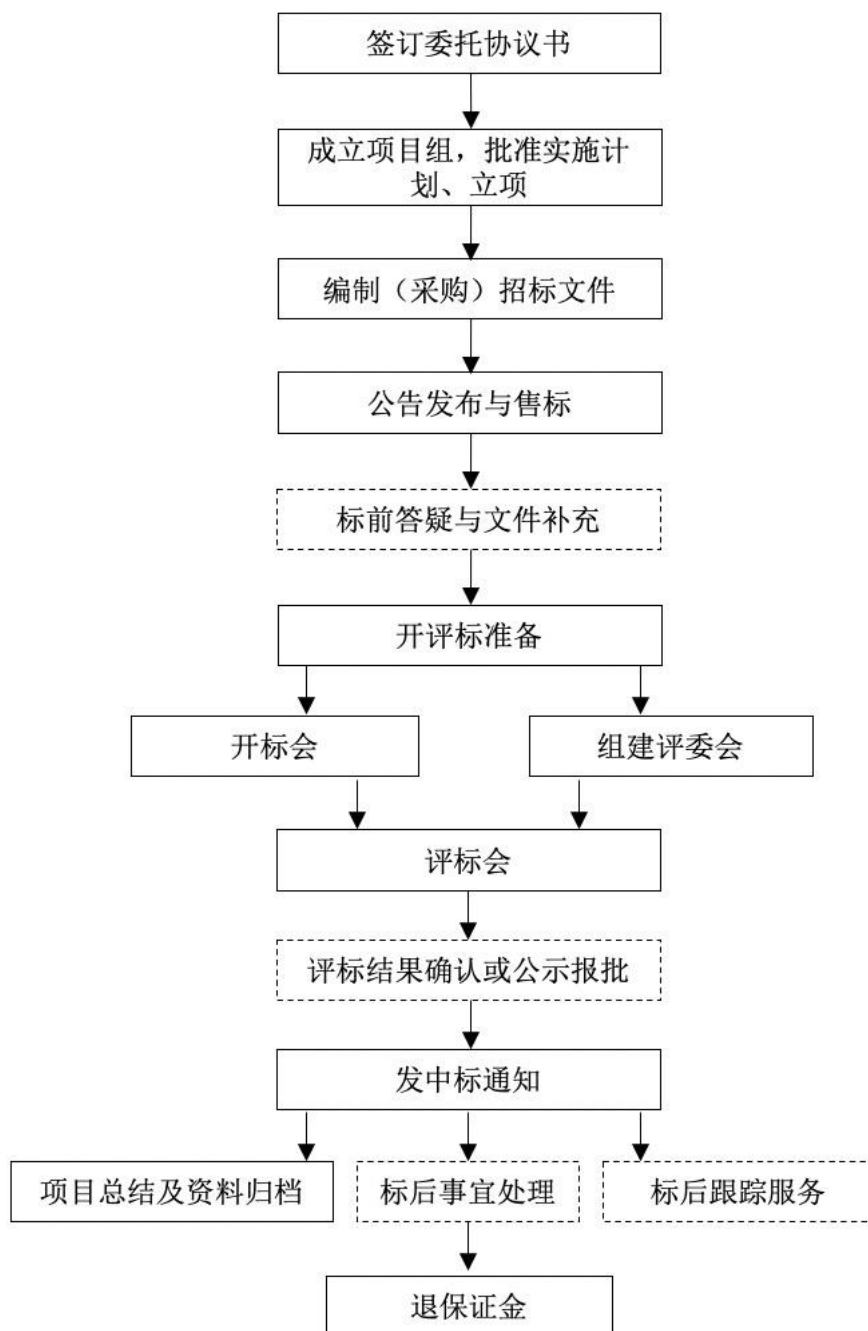 签订委托协议书
成立项目组，批准实施计
划、立项
编制（采购）招标文件
公告发布与售标
标前答疑与文件补充
开评标准备
开标会
组建评委会
评标会
评标结果确认或公示报批
发中标通知
项目总结及资料归档
标后事宜处理
标后跟踪服务
退保证金